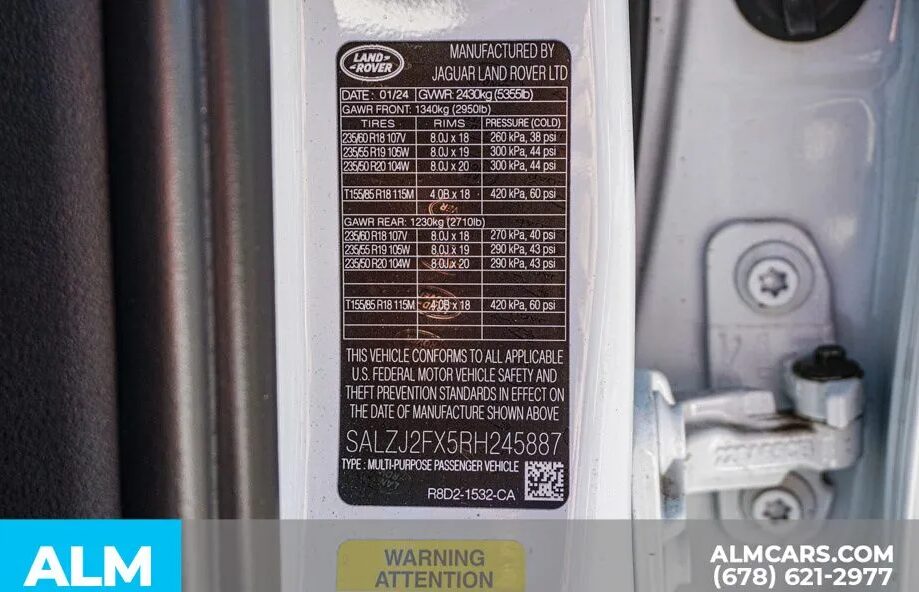 LAND ROVER
MANUFACTURED BY
JAGUAR LAND ROVER LTD
DATE : 01/24 GVWR: 2430kg (5355lb)
GAWR FRONT: 1340kg (2950lb)
TIRES RIMS PRESSURE (COLD)
235/60 R18 107V 8.0J x 18 260 kPa, 38 psi
235/55 R19 105W 8.0J x 19 300 kPa, 44 psi
235/50 R20 104W 8.0J x 20 300 kPa, 44 psi
T155/85 R18 115M 4.0B x 18 420 kPa, 60 psi
GAWR REAR: 1230kg (2710lb)
235/60 R18 107V 8.0J x 18 270 kPa, 40 psi
235/55 R19 105W 8.0J x 19 290 kPa, 43 psi
235/50 R20 104W 8.0J x 20 290 kPa, 43 psi
T155/85 R18 115M 4.0B x 18 420 kPa, 60 psi
THIS VEHICLE CONFORMS TO ALL APPLICABLE
U.S. FEDERAL MOTOR VEHICLE SAFETY AND
THEFT PREVENTION STANDARDS IN EFFECT ON
THE DATE OF MANUFACTURE SHOWN ABOVE
SALZJ2FX5RH245887
TYPE : MULTI-PURPOSE PASSENGER VEHICLE
R8D2-1532-CA
WARNING
ATTENTION
ALM
ALMCARS.COM
(678) 621-2977